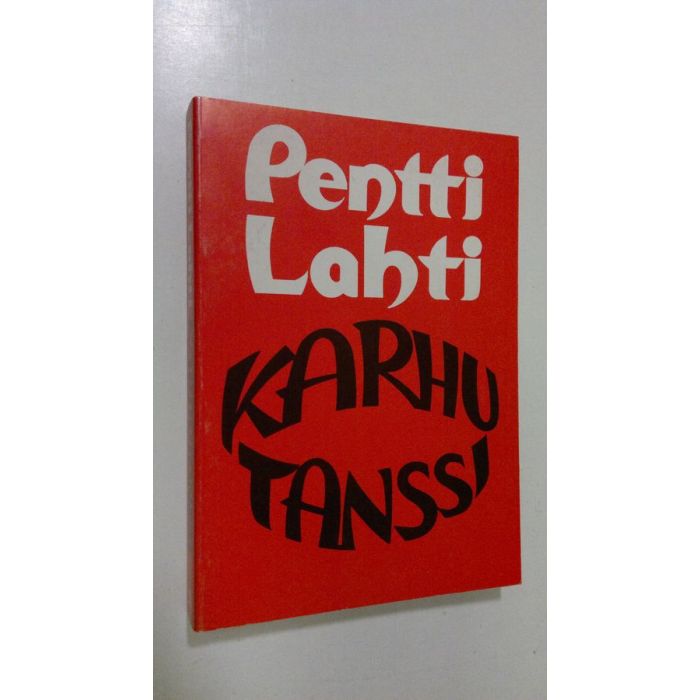 Pentti
Lahti
KARHU
TANSSI